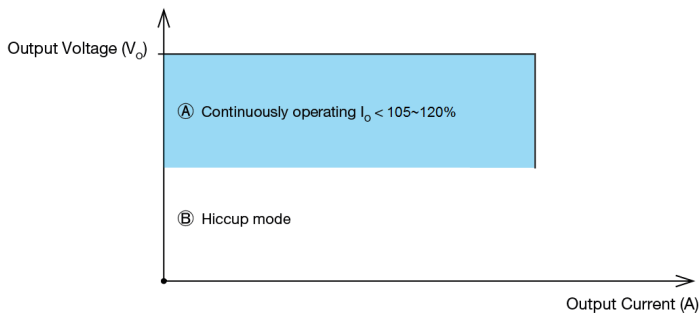 Output Voltage (Vo)
Ⓐ Continuously operating Io < 105~120%
Ⓑ Hiccup mode
Output Current (A)